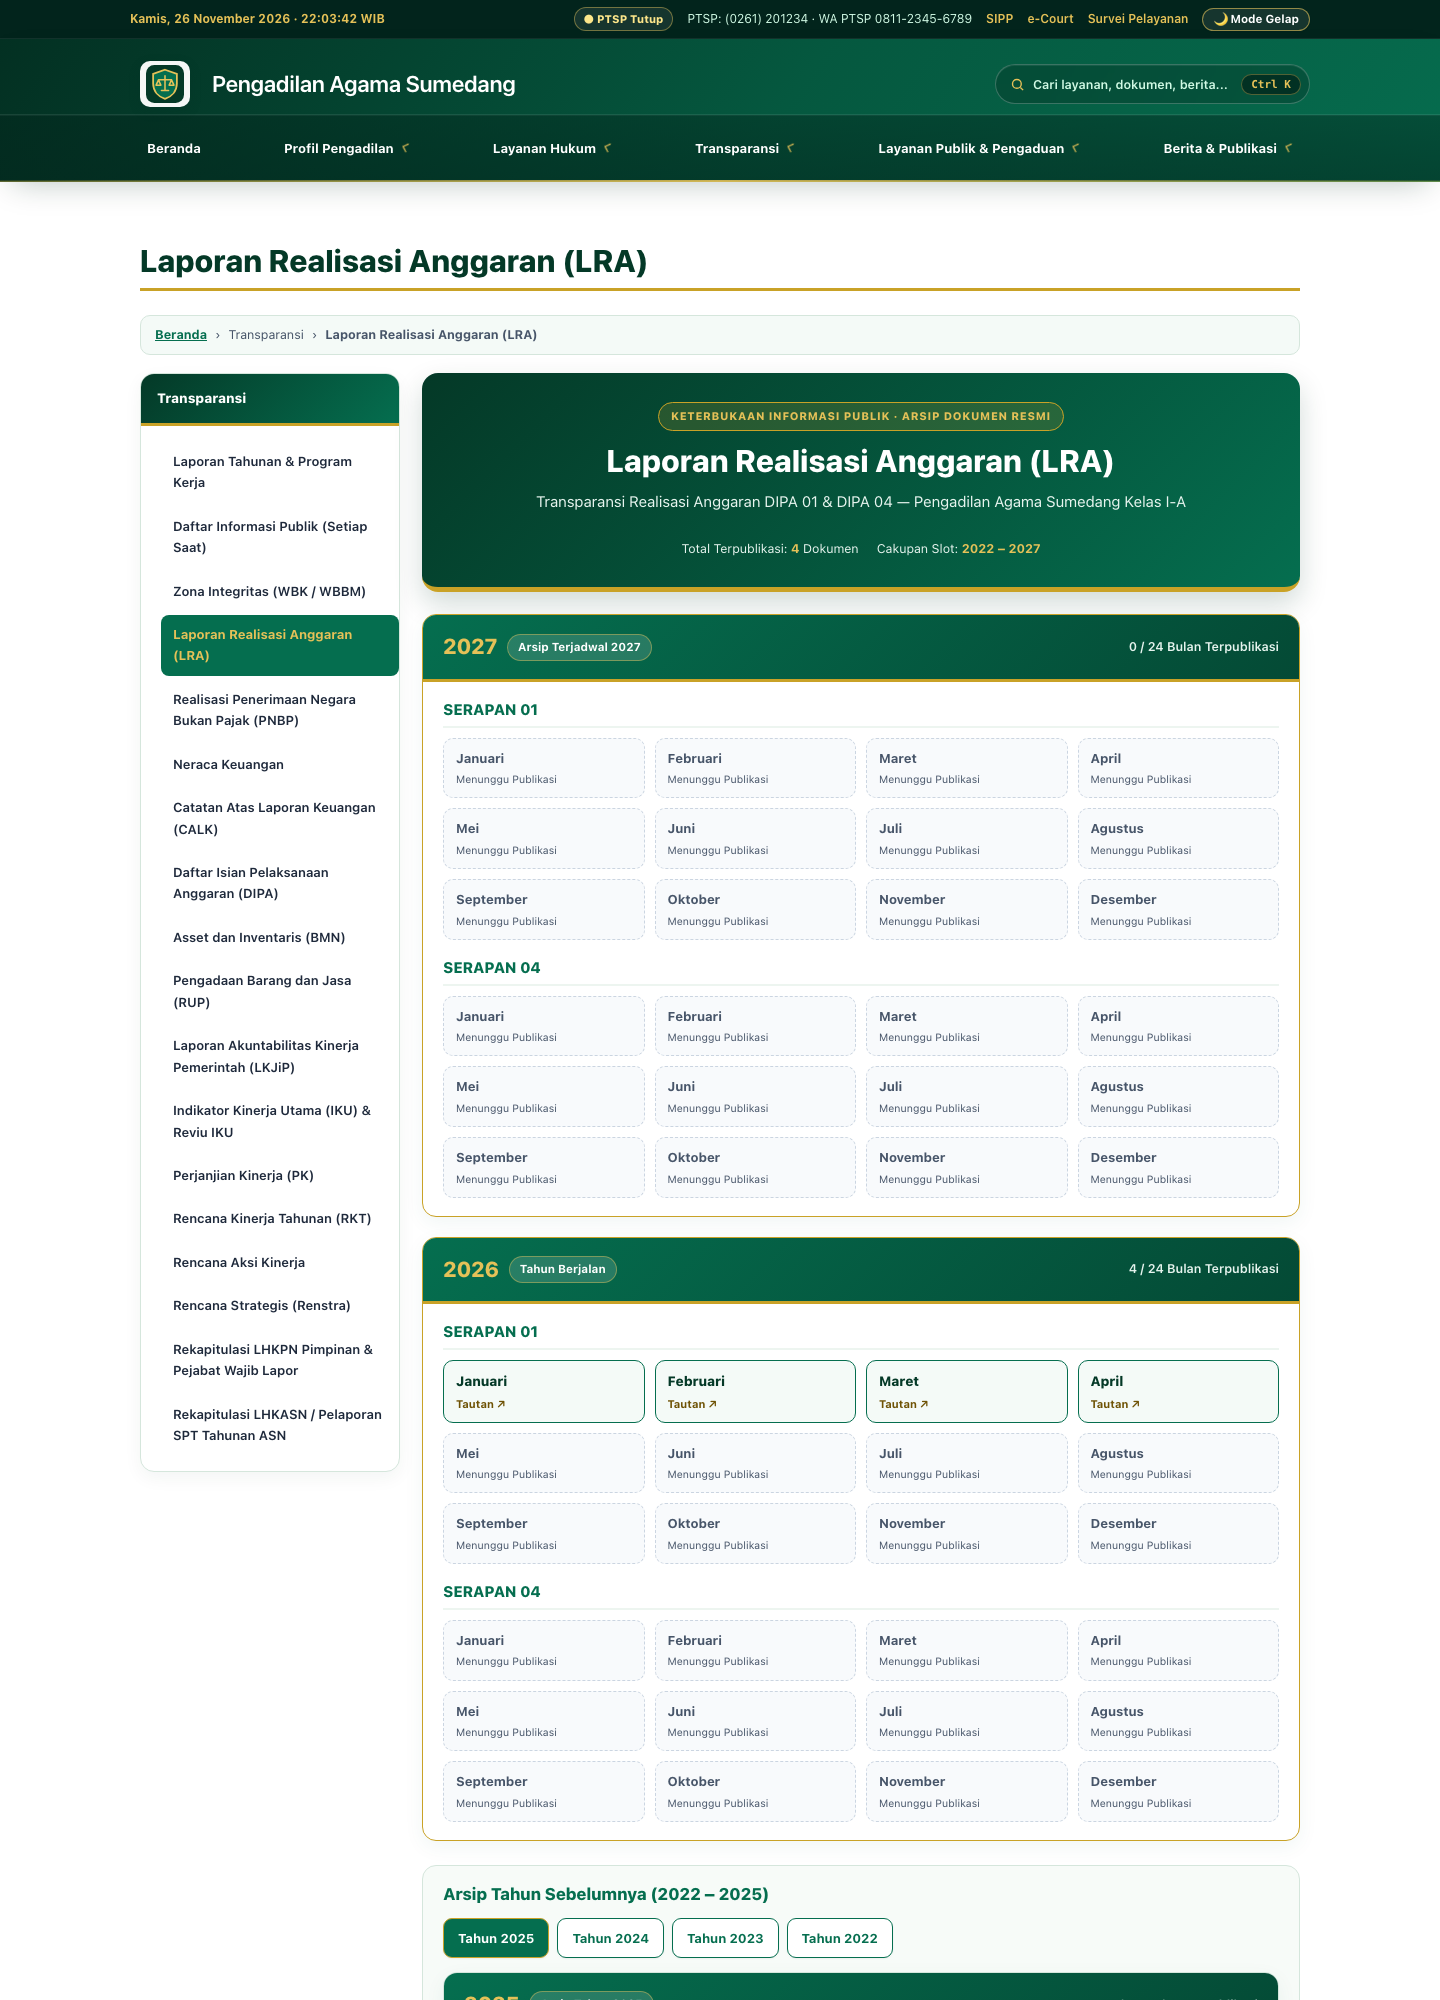 Kamis, 26 November 2026 · 22:03:42 WIB
PTSP Tutup
PTSP: (0261) 201234 · WA PTSP 0811-2345-6789
SIPP
e-Court
Survei Pelayanan
🌙 Mode Gelap
Pengadilan Agama Sumedang
Cari layanan, dokumen, berita...
Ctrl K
Beranda
Profil Pengadilan
Layanan Hukum
Transparansi
Layanan Publik & Pengaduan
Berita & Publikasi
Laporan Realisasi Anggaran (LRA)
Beranda › Transparansi › Laporan Realisasi Anggaran (LRA)
Transparansi
Laporan Tahunan & Program
Kerja
Daftar Informasi Publik (Setiap
Saat)
Zona Integritas (WBK / WBBM)
Laporan Realisasi Anggaran
(LRA)
Realisasi Penerimaan Negara
Bukan Pajak (PNBP)
Neraca Keuangan
Catatan Atas Laporan Keuangan
(CALK)
Daftar Isian Pelaksanaan
Anggaran (DIPA)
Asset dan Inventaris (BMN)
Pengadaan Barang dan Jasa
(RUP)
Laporan Akuntabilitas Kinerja
Pemerintah (LKJiP)
Indikator Kinerja Utama (IKU) &
Reviu IKU
Perjanjian Kinerja (PK)
Rencana Kinerja Tahunan (RKT)
Rencana Aksi Kinerja
Rencana Strategis (Renstra)
Rekapitulasi LHKPN Pimpinan &
Pejabat Wajib Lapor
Rekapitulasi LHKASN / Pelaporan
SPT Tahunan ASN
KETERBUKAAN INFORMASI PUBLIK · ARSIP DOKUMEN RESMI
Laporan Realisasi Anggaran (LRA)
Transparansi Realisasi Anggaran DIPA 01 & DIPA 04 — Pengadilan Agama Sumedang Kelas I-A
Total Terpublikasi: 4 Dokumen
Cakupan Slot: 2022 – 2027
2027
Arsip Terjadwal 2027
0 / 24 Bulan Terpublikasi
SERAPAN 01
Januari
Menunggu Publikasi
Februari
Menunggu Publikasi
Maret
Menunggu Publikasi
April
Menunggu Publikasi
Mei
Menunggu Publikasi
Juni
Menunggu Publikasi
Juli
Menunggu Publikasi
Agustus
Menunggu Publikasi
September
Menunggu Publikasi
Oktober
Menunggu Publikasi
November
Menunggu Publikasi
Desember
Menunggu Publikasi
SERAPAN 04
Januari
Menunggu Publikasi
Februari
Menunggu Publikasi
Maret
Menunggu Publikasi
April
Menunggu Publikasi
Mei
Menunggu Publikasi
Juni
Menunggu Publikasi
Juli
Menunggu Publikasi
Agustus
Menunggu Publikasi
September
Menunggu Publikasi
Oktober
Menunggu Publikasi
November
Menunggu Publikasi
Desember
Menunggu Publikasi
2026
Tahun Berjalan
4 / 24 Bulan Terpublikasi
SERAPAN 01
Januari
Tautan ↗
Februari
Tautan ↗
Maret
Tautan ↗
April
Tautan ↗
Mei
Menunggu Publikasi
Juni
Menunggu Publikasi
Juli
Menunggu Publikasi
Agustus
Menunggu Publikasi
September
Menunggu Publikasi
Oktober
Menunggu Publikasi
November
Menunggu Publikasi
Desember
Menunggu Publikasi
SERAPAN 04
Januari
Menunggu Publikasi
Februari
Menunggu Publikasi
Maret
Menunggu Publikasi
April
Menunggu Publikasi
Mei
Menunggu Publikasi
Juni
Menunggu Publikasi
Juli
Menunggu Publikasi
Agustus
Menunggu Publikasi
September
Menunggu Publikasi
Oktober
Menunggu Publikasi
November
Menunggu Publikasi
Desember
Menunggu Publikasi
Arsip Tahun Sebelumnya (2022 – 2025)
Tahun 2025
Tahun 2024
Tahun 2023
Tahun 2022